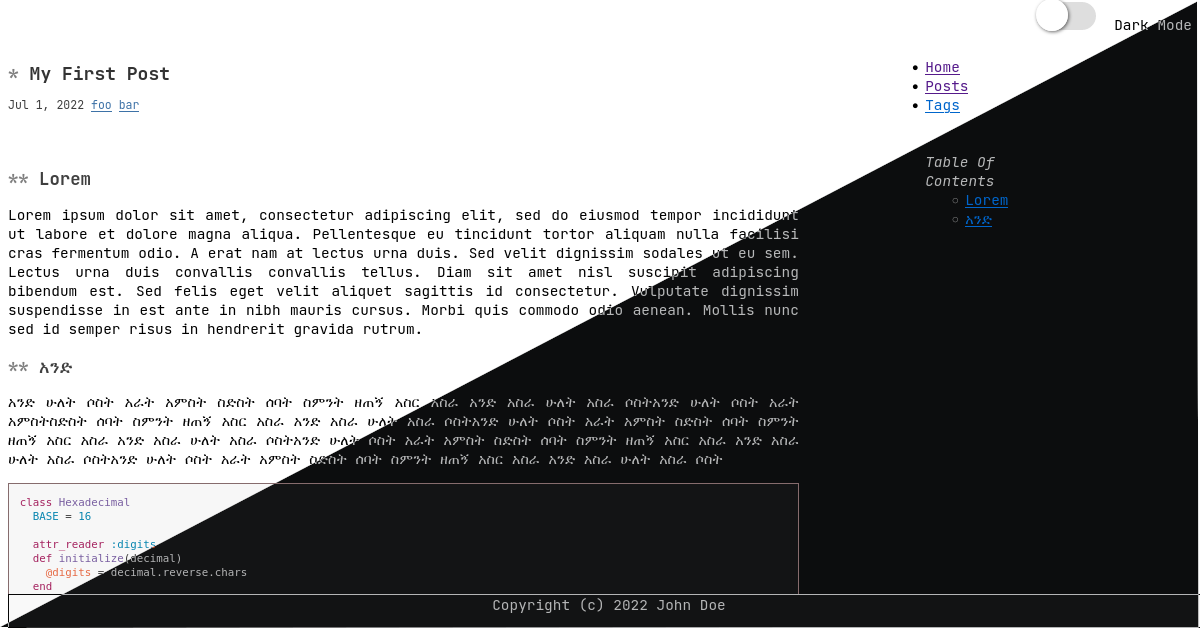 Dark Mode
* My First Post
Jul 1, 2022 foo bar
Home
Posts
Tags
Table Of
Contents
Lorem
አንድ
** Lorem
Lorem ipsum dolor sit amet, consectetur adipiscing elit, sed do eiusmod tempor incididunt
ut labore et dolore magna aliqua. Pellentesque eu tincidunt tortor aliquam nulla facilisi
cras fermentum odio. A erat nam at lectus urna duis. Sed velit dignissim sodales ut eu sem.
Lectus urna duis convallis convallis tellus. Diam sit amet nisl suscipit adipiscing
bibendum est. Sed felis eget velit aliquet sagittis id consectetur. Vulputate dignissim
suspendisse in est ante in nibh mauris cursus. Morbi quis commodo odio aenean. Mollis nunc
sed id semper risus in hendrerit gravida rutrum.
** አንድ
አንድ ሁለት ሶስት አራት አምስት ስድስት ሰባት ስምንት ዘጠኝ አስር አስራ አንድ አስራ ሁለት አስራ ሶስትአንድ ሁለት ሶስት አራት
አምስትስድስት ሰባት ስምንት ዘጠኝ አስር አስራ አንድ አስራ ሁለት አስራ ሶስትአንድ ሁለት ሶስት አራት አምስት ስድስት ሰባት ስምንት
ዘጠኝ አስር አስራ አንድ አስራ ሁለት አስራ ሶስትአንድ ሁለት ሶስት አራት አምስት ስድስት ሰባት ስምንት ዘጠኝ አስር አስራ አንድ አስራ
ሁለት አስራ ሶስትአንድ ሁለት ሶስት አራት አምስት ስድስት ሰባት ስምንት ዘጠኝ አስር አስራ አንድ አስራ ሁለት አስራ ሶስት
class Hexadecimal
BASE = 16
attr_reader :digits
def initialize(decimal)
@digits = decimal.reverse.chars
end
Copyright (c) 2022 John Doe